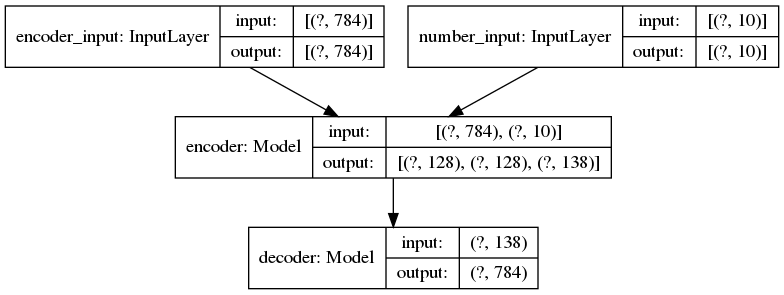 encoder_input: InputLayer
input: [(?, 784)]
output: [(?, 784)]
number_input: InputLayer
input: [(?, 10)]
output: [(?, 10)]
encoder: Model
input: [(?, 784), (?, 10)]
output: [(?, 128), (?, 128), (?, 138)]
decoder: Model
input: (?, 138)
output: (?, 784)